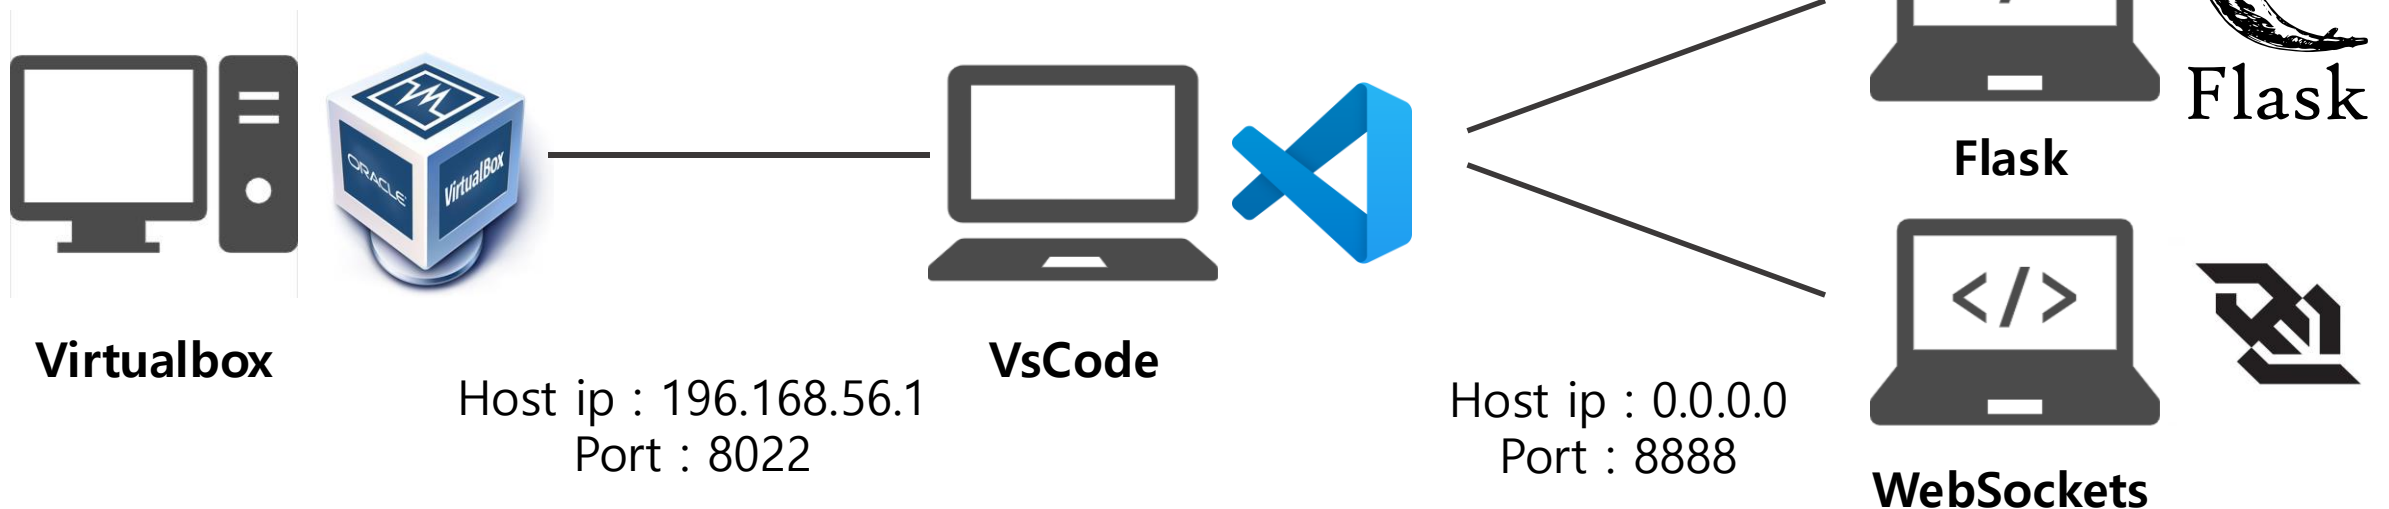 ORACLE
VirtualBox
Flask
Flask
</>
Virtualbox
VsCode
Host ip : 196.168.56.1
Port : 8022
Host ip : 0.0.0.0
Port : 8888
WebSockets